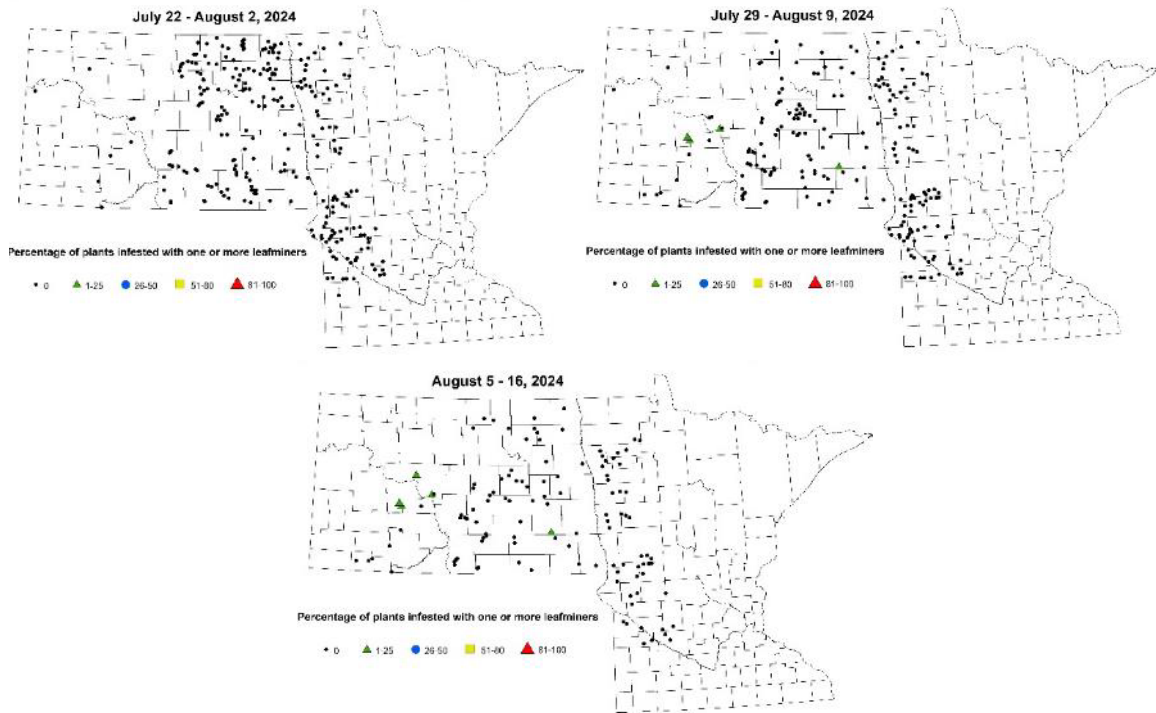 July 22 - August 2, 2024
Percentage of plants infested with one or more leafminers
0 1-25 26-50 51-80 81-100
July 29 - August 9, 2024
Percentage of plants infested with one or more leafminers
0 1-25 26-50 51-80 81-100
August 5 - 16, 2024
Percentage of plants infested with one or more leafminers
0 1-25 26-50 51-80 81-100